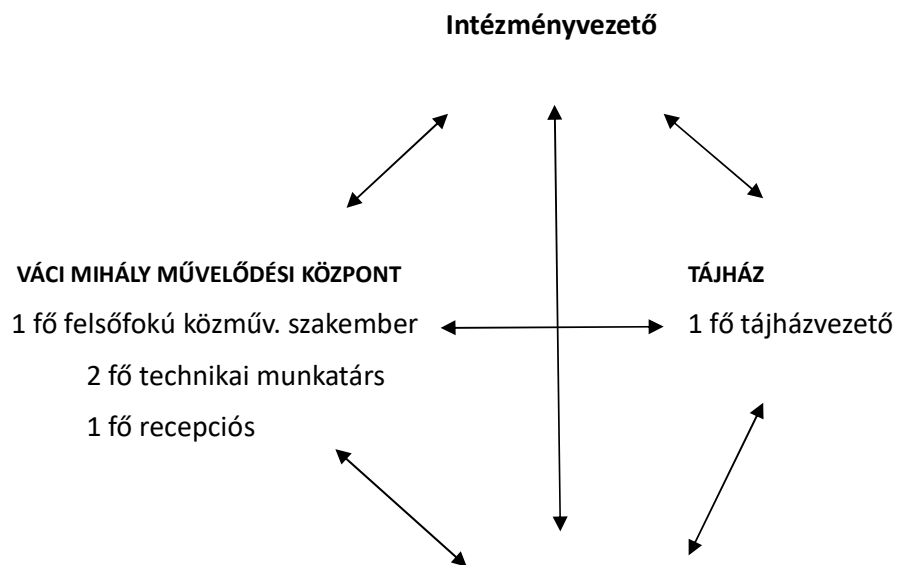 Intézményvezető
VÁCI MIHÁLY MŰVELŐDÉSI KÖZPONT
1 fő felsőfokú közműv. szakember
2 fő technikai munkatárs
1 fő recepciós
TÁJHÁZ
1 fő tájházvezető